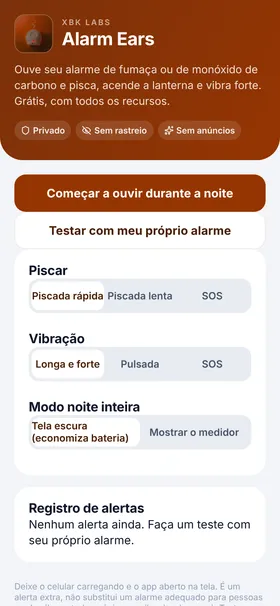 XBK LABS
Alarm Ears
Ouve seu alarme de fumaça ou de monóxido de
carbono e pisca, acende a lanterna e vibra forte.
Grátis, com todos os recursos.
Privado
Sem rastreio
Sem anúncios
Começar a ouvir durante a noite
Testar com meu próprio alarme
Piscar
Piscada rápida
Piscada lenta
SOS
Vibração
Longa e forte
Pulsada
SOS
Modo noite inteira
Tela escura
(economiza bateria)
Mostrar o medidor
Registro de alertas
Nenhum alerta ainda. Faça um teste com
seu próprio alarme.
Deixe o celular carregando e o app aberto na tela. É um
alerta extra, não substitui um alarme adequado para pessoas